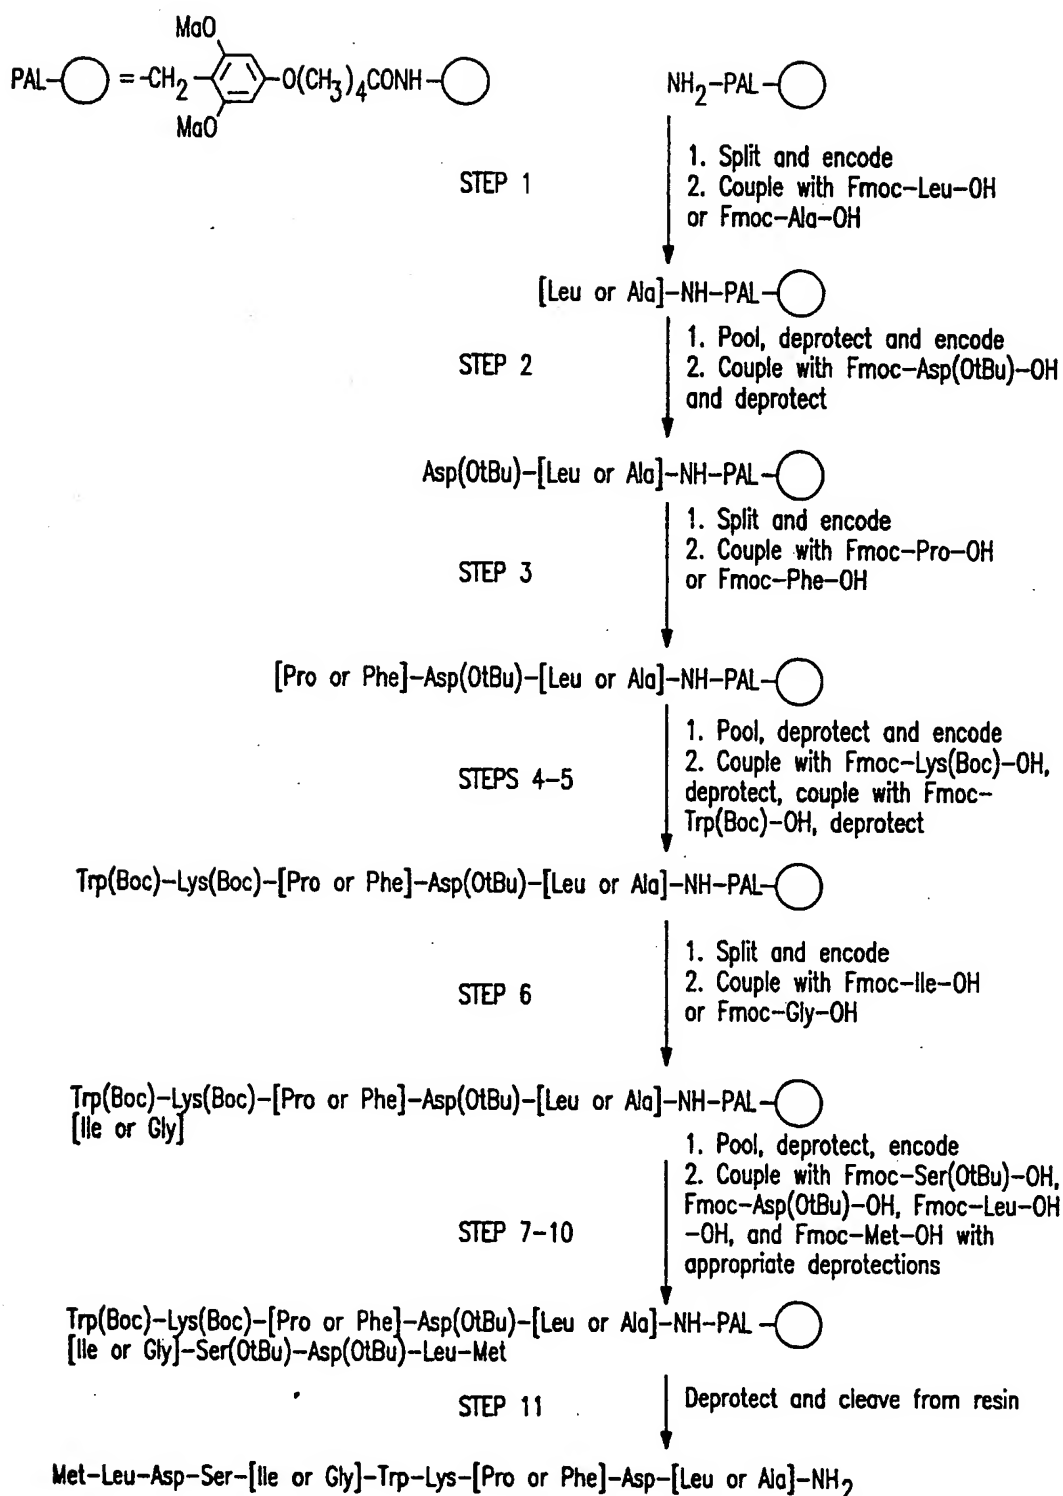 MaO
PAL- =-CH2- -O(CH3)4CONH-
MaO
NH2-PAL-
STEP 1
1. Split and encode
2. Couple with Fmoc-Leu-OH
or Fmoc-Ala-OH
[Leu or Ala]-NH-PAL-
STEP 2
1. Pool, deprotect and encode
2. Couple with Fmoc-Asp(OtBu)-OH
and deprotect
Asp(OtBu)-[Leu or Ala]-NH-PAL-
STEP 3
1. Split and encode
2. Couple with Fmoc-Pro-OH
or Fmoc-Phe-OH
[Pro or Phe]-Asp(OtBu)-[Leu or Ala]-NH-PAL-
STEPS 4-5
1. Pool, deprotect and encode
2. Couple with Fmoc-Lys(Boc)-OH,
deprotect, couple with Fmoc-
Trp(Boc)-OH, deprotect
Trp(Boc)-Lys(Boc)-[Pro or Phe]-Asp(OtBu)-[Leu or Ala]-NH-PAL-
STEP 6
1. Split and encode
2. Couple with Fmoc-Ile-OH
or Fmoc-Gly-OH
Trp(Boc)-Lys(Boc)-[Pro or Phe]-Asp(OtBu)-[Leu or Ala]-NH-PAL-
[Ile or Gly]
STEP 7-10
1. Pool, deprotect, encode
2. Couple with Fmoc-Ser(OtBu)-OH,
Fmoc-Asp(OtBu)-OH, Fmoc-Leu-OH
-OH, and Fmoc-Met-OH with
appropriate deprotections
Trp(Boc)-Lys(Boc)-[Pro or Phe]-Asp(OtBu)-[Leu or Ala]-NH-PAL-
[Ile or Gly]-Ser(OtBu)-Asp(OtBu)-Leu-Met
STEP 11
Deprotect and cleave from resin
Met-Leu-Asp-Ser-[Ile or Gly]-Trp-Lys-[Pro or Phe]-Asp-[Leu or Ala]-NH2